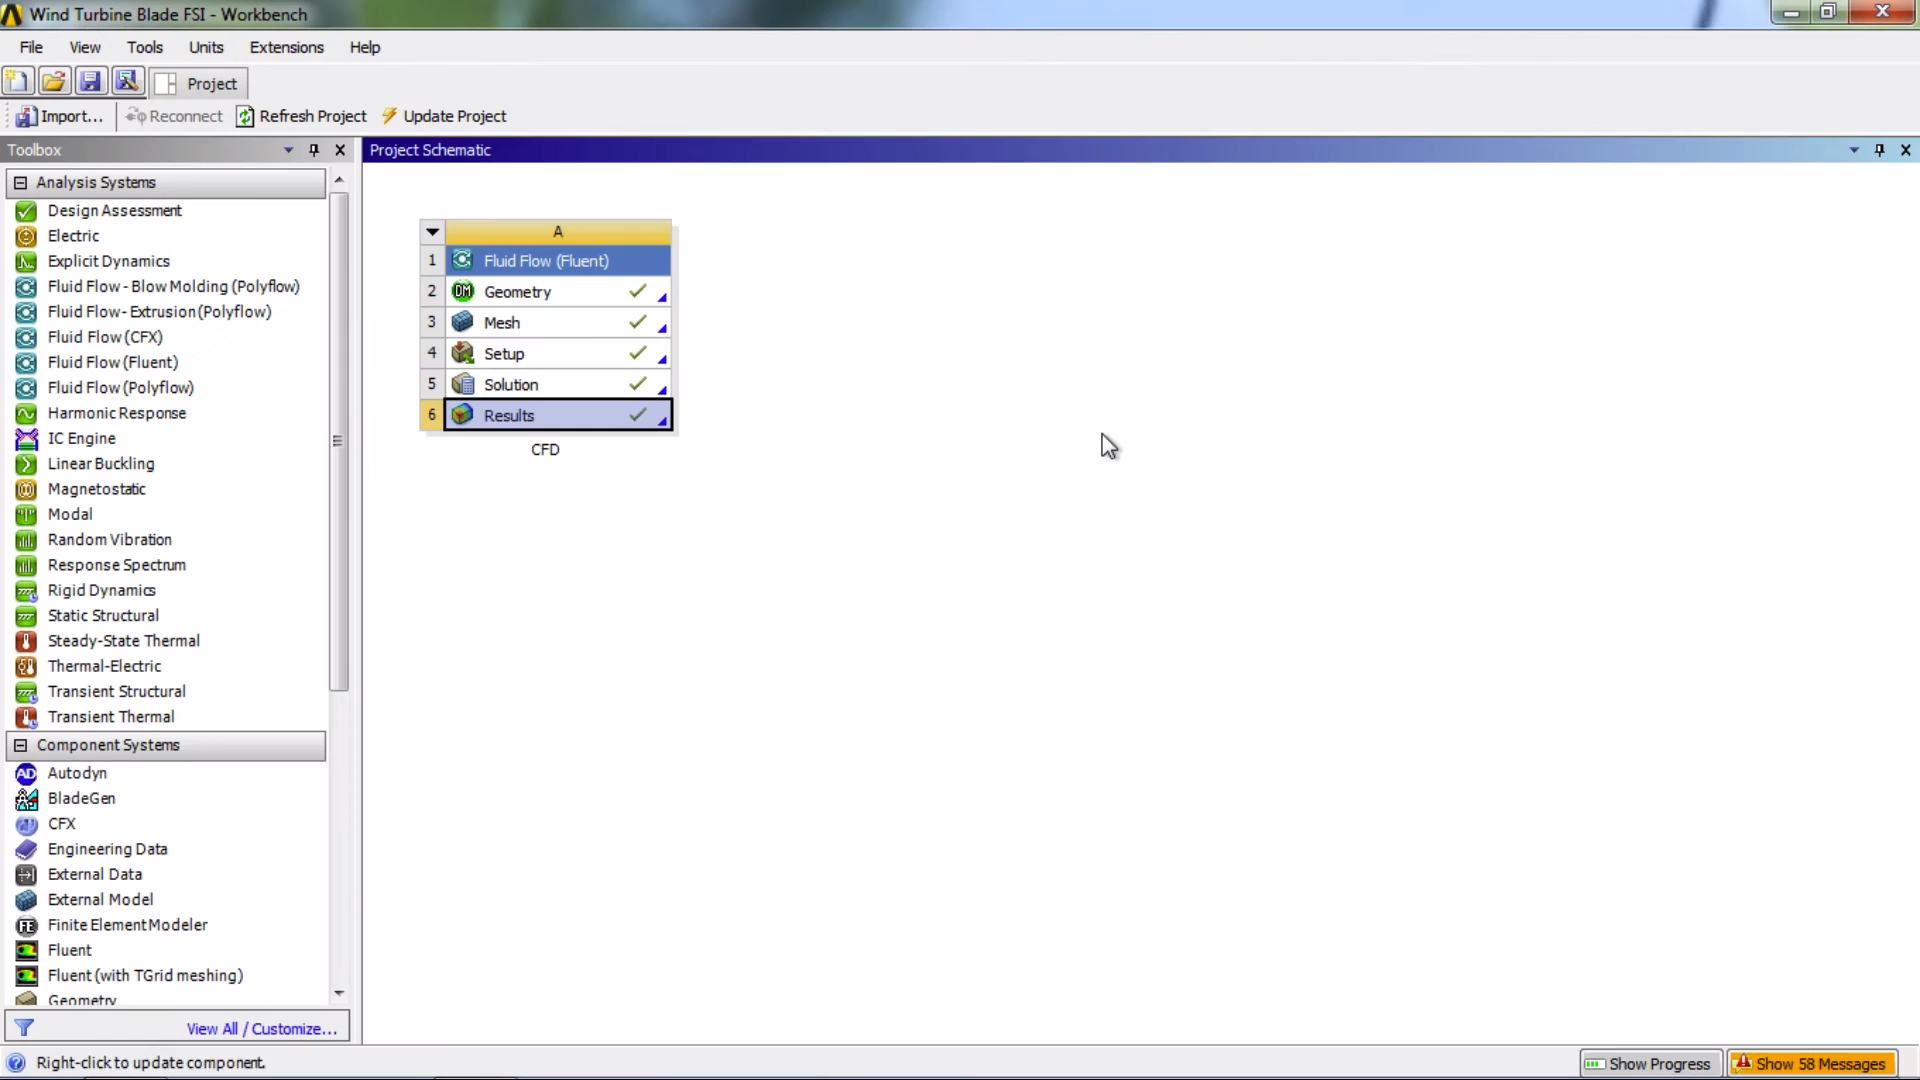 Wind Turbine Blade FSI - Workbench
File View Tools Units Extensions Help
Project
Import... Reconnect Refresh Project Update Project
Toolbox
Project Schematic
Analysis Systems
Design Assessment
Electric
Explicit Dynamics
Fluid Flow - Blow Molding (Polyflow)
Fluid Flow- Extrusion (Polyflow)
Fluid Flow (CFX)
Fluid Flow (Fluent)
Fluid Flow (Polyflow)
Harmonic Response
IC Engine
Linear Buckling
Magnetostatic
Modal
Random Vibration
Response Spectrum
Rigid Dynamics
Static Structural
Steady-State Thermal
Thermal-Electric
Transient Structural
Transient Thermal
Component Systems
AD Autodyn
BladeGen
CFX
Engineering Data
External Data
External Model
FE Finite Element Modeler
Fluent
Fluent (with TGrid meshing)
Geometry
View All / Customize...
A
1 Fluid Flow (Fluent)
2 DM Geometry
3 Mesh
4 Setup
5 Solution
6 Results
CFD
Right-click to update component.
Show Progress
Show 58 Messages